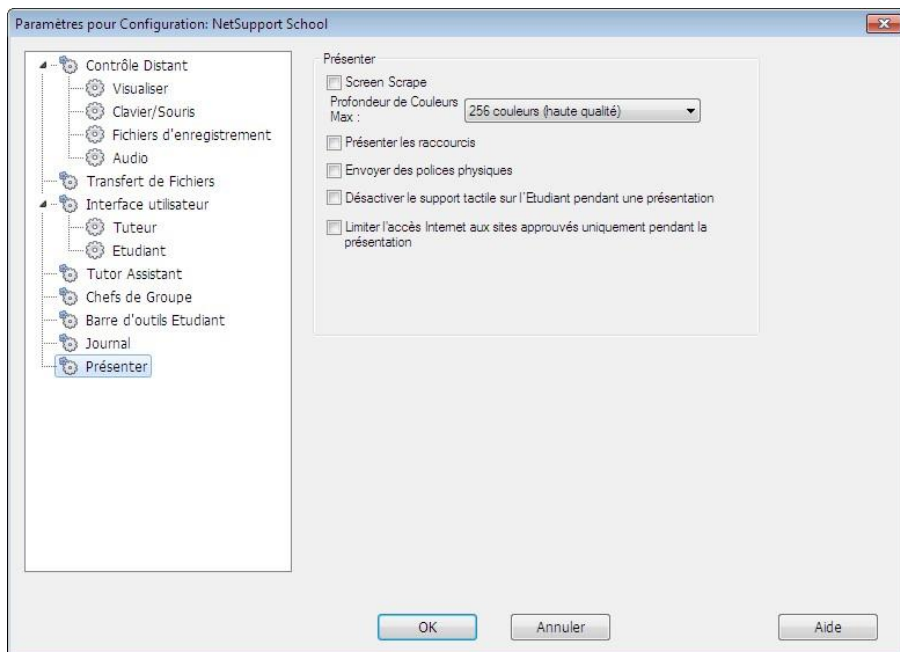 Paramètres pour Configuration: NetSupport School
Contrôle Distant
Visualiser
Clavier/Souris
Fichiers d'enregistrement
Audio
Transfert de Fichiers
Interface utilisateur
Tuteur
Etudiant
Tutor Assistant
Chefs de Groupe
Barre d'outils Etudiant
Journal
Présenter
Présenter
Screen Scrape
Profondeur de Couleurs
Max :
256 couleurs (haute qualité)
Présenter les raccourcis
Envoyer des polices physiques
Désactiver le support tactile sur l'Etudiant pendant une présentation
Limiter l'accès Internet aux sites approuvés uniquement pendant la
présentation
OK
Annuler
Aide